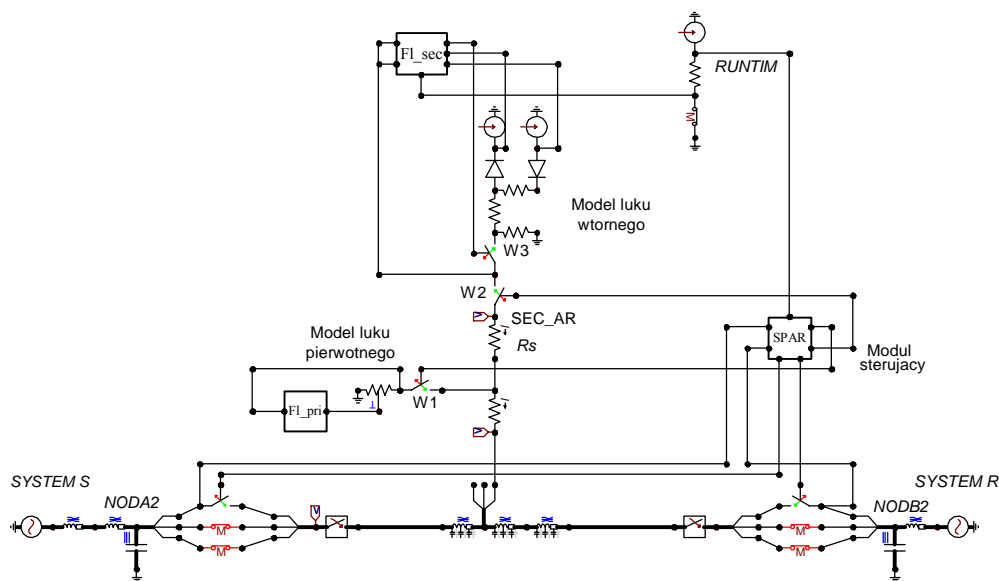 Fl_sec
RUNTIM
Model luku
wtornego
W3
W2
SEC_AR
Rs
Model luku
pierwotnego
SPAR
Modul
sterujacy
Fl_pri
W1
SYSTEM S
NODA2
SYSTEM R
NODB2
M
M
M
M
M
V
V
V
I
I